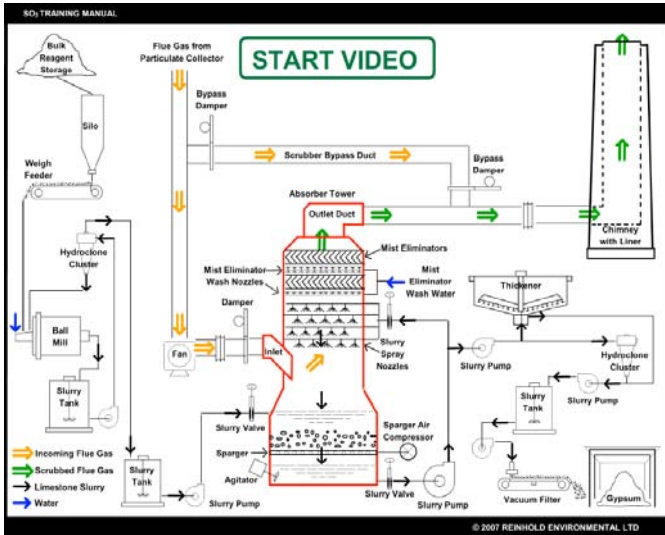 SO₂ TRAINING MANUAL
Bulk
Reagent
Storage
Flue Gas from
Particulate Collector
START VIDEO
Silo
Bypass
Damper
Weigh
Feeder
Scrubber Bypass Duct
Bypass
Damper
Absorber Tower
Outlet Duct
Hydroclone
Cluster
Mist Eliminators
Chimney
with Liner
Mist Eliminator
Wash Nozzles
Mist
Eliminator
Wash Water
Thickener
Damper
Ball
Mill
Fan
Inlet
Slurry
Spray
Nozzles
Slurry Pump
Hydroclone
Cluster
Slurry
Tank
Slurry Pump
Slurry
Tank
Slurry Pump
Slurry Valve
Sparger Air
Compressor
Incoming Flue Gas
Scrubbed Flue Gas
Limestone Slurry
Water
Slurry
Tank
Slurry Pump
Sparger
Agitator
Slurry Valve
Slurry Pump
Vacuum Filter
Gypsum
© 2007 REINHOLD ENVIRONMENTAL LTD